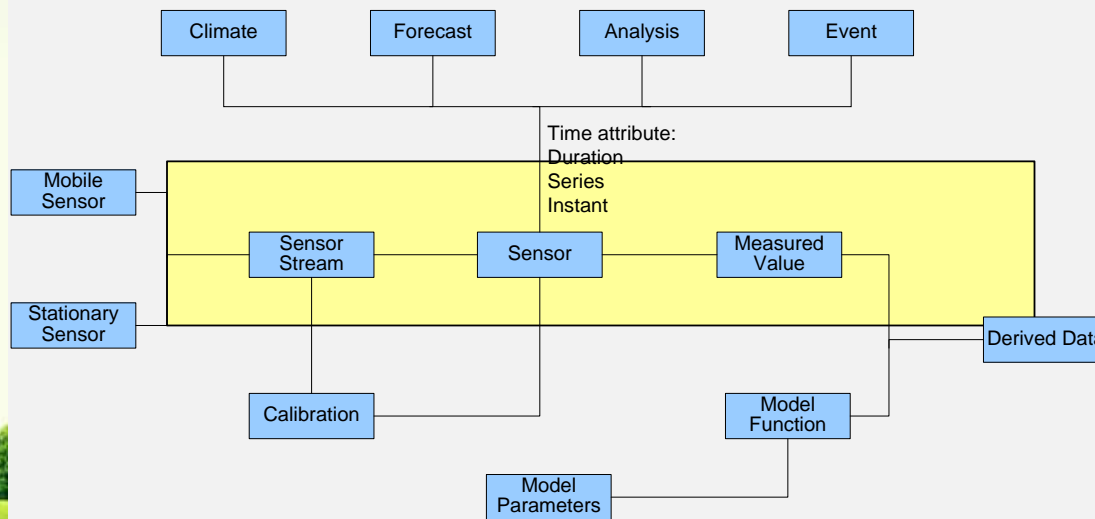 Climate
Forecast
Analysis
Event
Time attribute:
Duration
Series
Instant
Mobile
Sensor
Sensor
Stream
Sensor
Measured
Value
Stationary
Sensor
Derived Data
Calibration
Model
Function
Model
Parameters